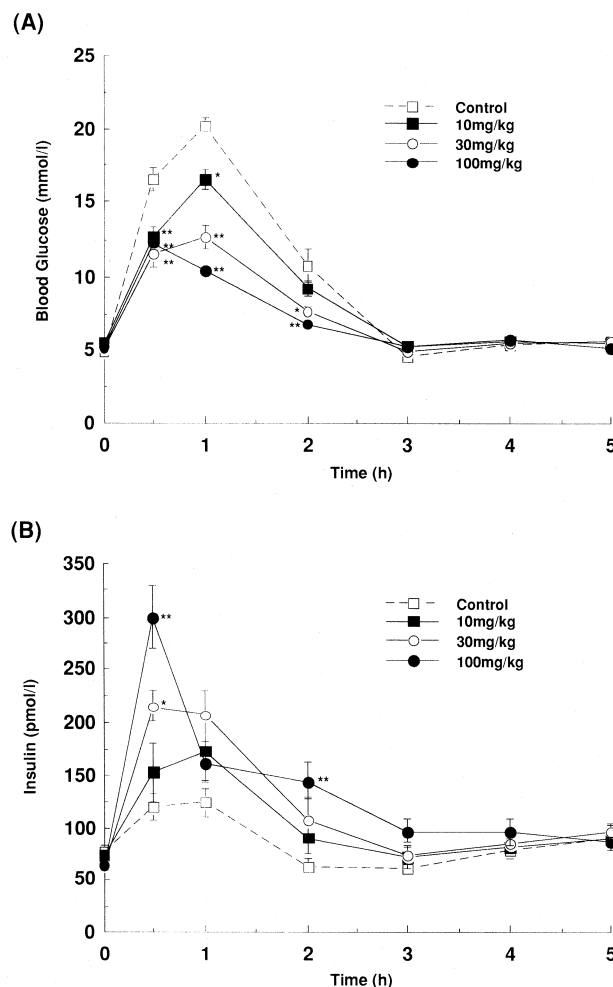 (A)
25
20
15
10
5
0
Blood Glucose (mmol/l)
Control
10mg/kg
30mg/kg
100mg/kg
*
**
**
**
**
**
*
**
0 1 2 3 4 5
Time (h)
(B)
350
300
250
200
150
100
50
0
Insulin (pmol/l)
Control
10mg/kg
30mg/kg
100mg/kg
**
*
**
0 1 2 3 4 5
Time (h)